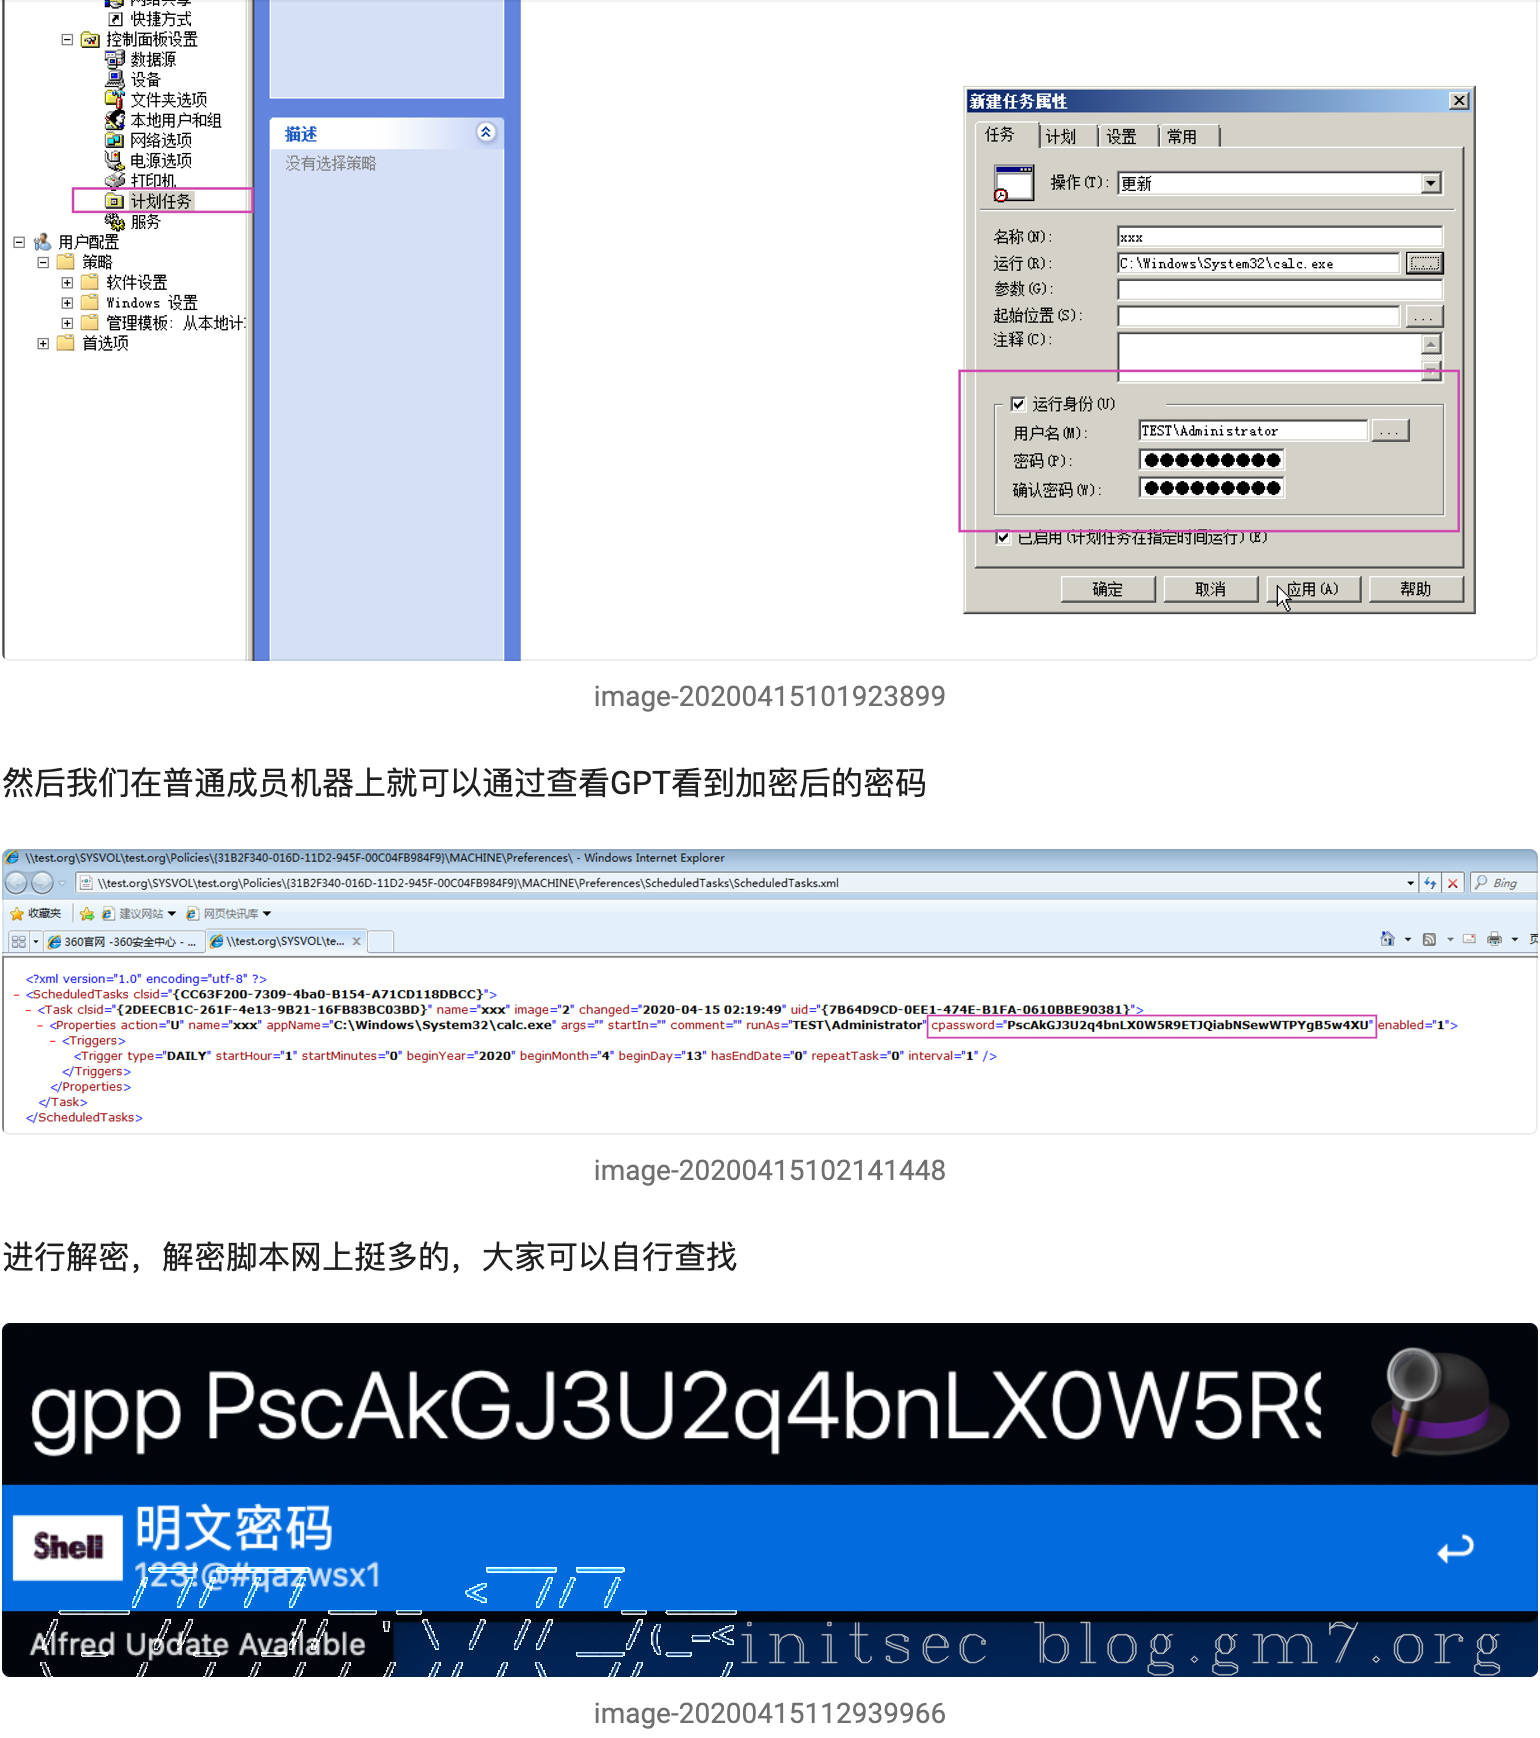 快捷方式
控制面板设置
数据源
设备
文件夹选项
本地用户和组
网络选项
电源选项
打印机
计划任务
服务
用户配置
策略
软件设置
Windows 设置
管理模板: 从本地计
首选项
描述
没有选择策略
新建任务属性
任务 计划 设置 常用
操作(T): 更新
名称(N): xxx
运行(R): C:\Windows\System32\calc.exe ...
参数(G):
起始位置(S): ...
注释(C):
运行身份(U)
用户名(M): TEST\Administrator ...
密码(P): ●●●●●●●●●
确认密码(W): ●●●●●●●●●
已启用(计划任务在指定时间运行)(E)
确定 取消 应用(A) 帮助
image-20200415101923899
然后我们在普通成员机器上就可以通过查看GPT看到加密后的密码
\\test.org\SYSVOL\test.org\Policies\{31B2F340-016D-11D2-945F-00C04FB984F9}\MACHINE\Preferences\ - Windows Internet Explorer
\\test.org\SYSVOL\test.org\Policies\{31B2F340-016D-11D2-945F-00C04FB984F9}\MACHINE\Preferences\ScheduledTasks\ScheduledTasks.xml Bing
收藏夹 建议网站 网页快讯库
360官网 -360安全中心 - ... \\test.org\SYSVOL\te... x
<?xml version="1.0" encoding="utf-8" ?>
- <ScheduledTasks clsid="{CC63F200-7309-4ba0-B154-A71CD118DBCC}">
- <Task clsid="{2DEECB1C-261F-4e13-9B21-16FB83BC03BD}" name="xxx" image="2" changed="2020-04-15 02:19:49" uid="{7B64D9CD-0EE1-474E-B1FA-0610BBE90381}">
- <Properties action="U" name="xxx" appName="C:\Windows\System32\calc.exe" args="" startIn="" comment="" runAs="TEST\Administrator" cpassword="PscAkGJ3U2q4bnLX0W5R9ETJQiabNSewWTPYgB5w4XU" enabled="1">
- <Triggers>
<Trigger type="DAILY" startHour="1" startMinutes="0" beginYear="2020" beginMonth="4" beginDay="13" hasEndDate="0" repeatTask="0" interval="1" />
</Triggers>
</Properties>
</Task>
</ScheduledTasks>
image-20200415102141448
进行解密，解密脚本网上挺多的，大家可以自行查找
gpp PscAkGJ3U2q4bnLX0W5R9
Shell 明文密码
123!@#qazwsx1
Alfred Update Available
initsec blog.gm7.org
image-20200415112939966